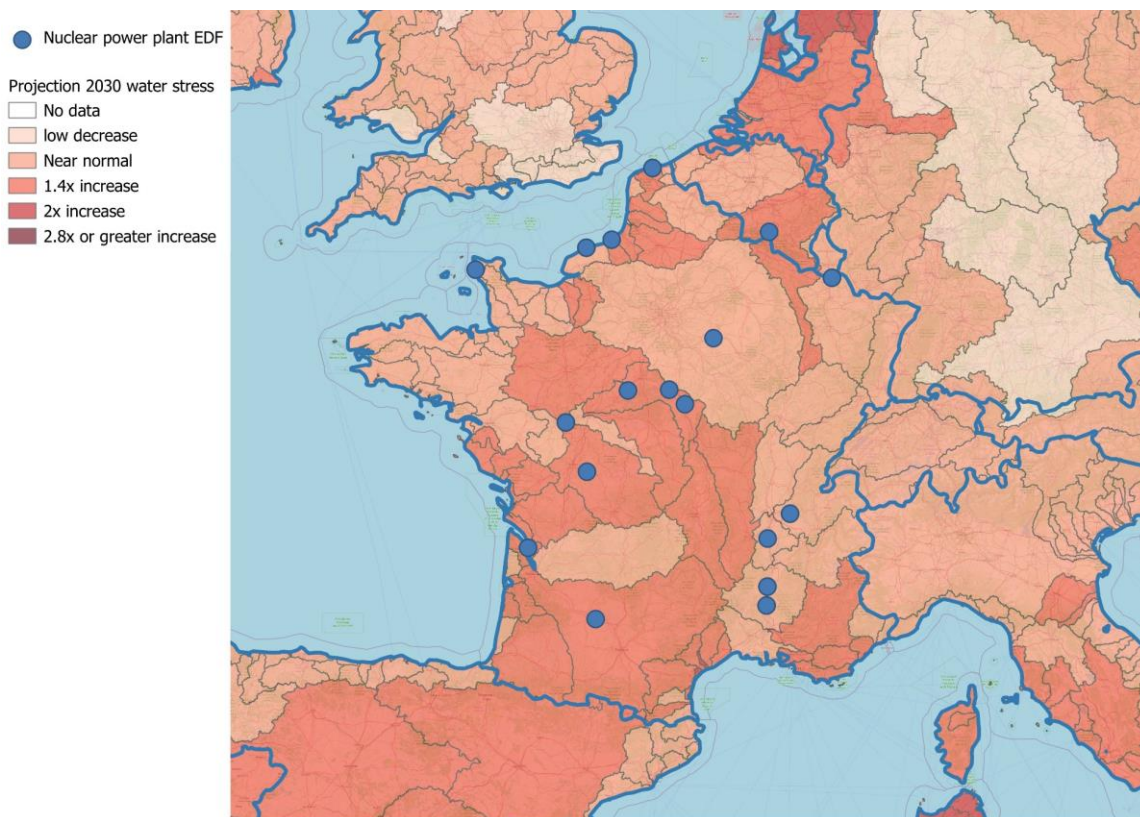 Nuclear power plant EDF
Projection 2030 water stress
No data
low decrease
Near normal
1.4x increase
2x increase
2.8x or greater increase